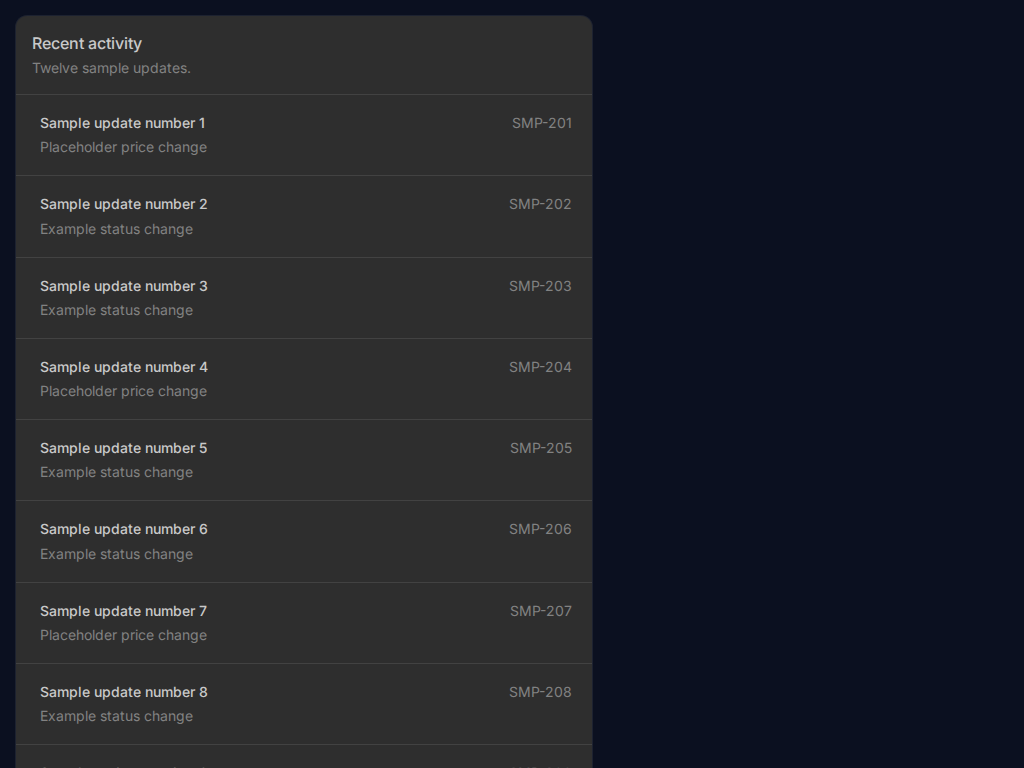 Recent activity
Twelve sample updates.
Sample update number 1 SMP-201
Placeholder price change
Sample update number 2 SMP-202
Example status change
Sample update number 3 SMP-203
Example status change
Sample update number 4 SMP-204
Placeholder price change
Sample update number 5 SMP-205
Example status change
Sample update number 6 SMP-206
Example status change
Sample update number 7 SMP-207
Placeholder price change
Sample update number 8 SMP-208
Example status change